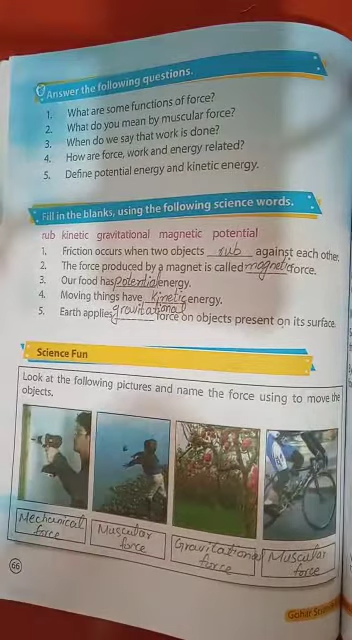 Answer the following questions.
1. What are some functions of force?
2. What do you mean by muscular force?
3. When do we say that work is done?
4. How are force, work and energy related?
5. Define potential energy and kinetic energy.
Fill in the blanks, using the following science words.
rub kinetic gravitational magnetic potential
1. Friction occurs when two objects rub against each other.
2. The force produced by a magnet is called magnetic force.
3. Our food has potential energy.
4. Moving things have kinetic energy.
5. Earth applies gravitational force on objects present on its surface.
Science Fun
Look at the following pictures and name the force using to move the
objects.
Mechanical force
Muscular force
Gravitational force
Muscular force
66
Gohar